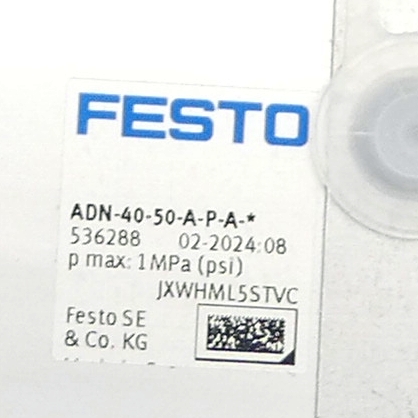 FESTO
ADN-40-50-A-P-A-*
536288 02-2024:08
p max: 1MPa (psi)
JXWHML5STVC
Festo SE
& Co. KG